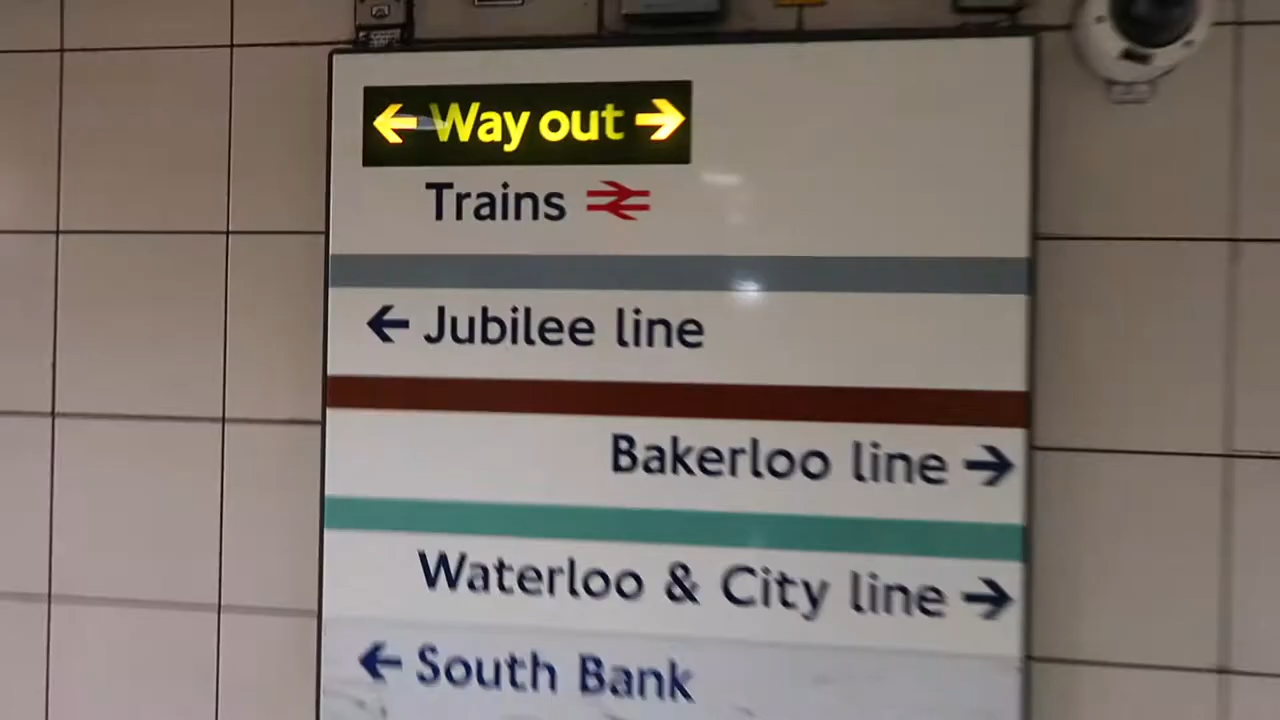 ← Way out →
Trains
← Jubilee line
Bakerloo line →
Waterloo & City line →
← South Bank